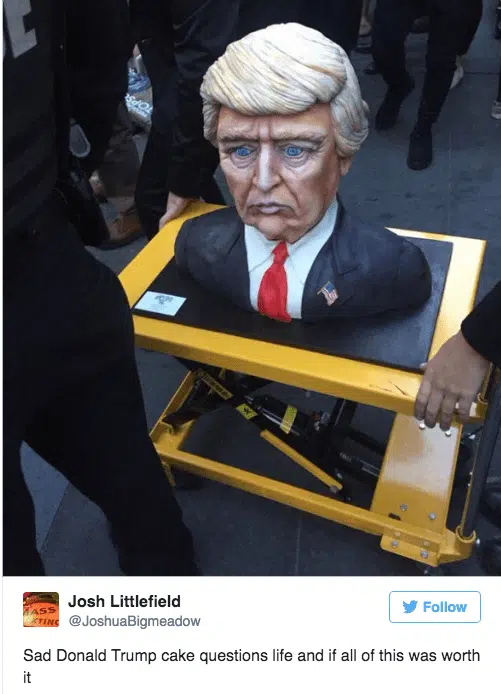 Josh Littlefield
@JoshuaBigmeadow
Follow
Sad Donald Trump cake questions life and if all of this was worth
it